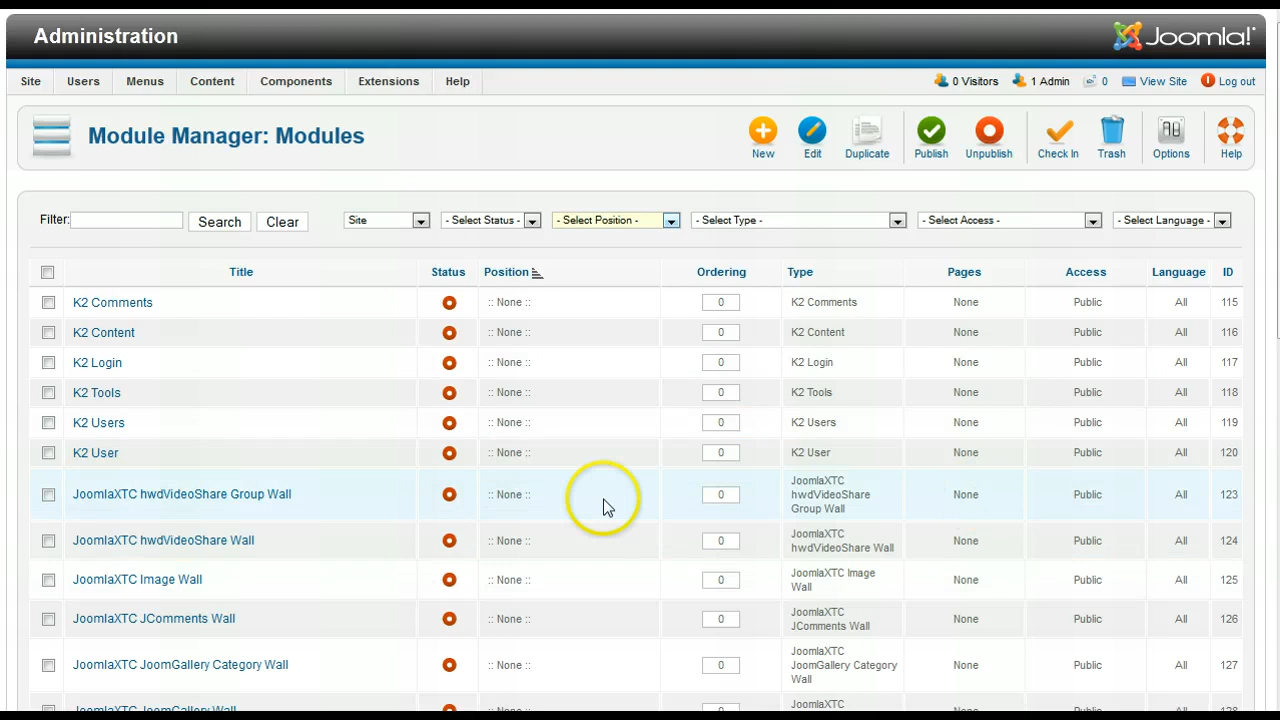 Administration
Joomla!
Site Users Menus Content Components Extensions Help 0 Visitors 1 Admin 0 View Site Log out
Module Manager: Modules
New Edit Duplicate Publish Unpublish Check In Trash Options Help
Filter: Search Clear Site - Select Status - - Select Position - - Select Type - - Select Access - - Select Language -
Title Status Position Ordering Type Pages Access Language ID
K2 Comments :: None :: 0 K2 Comments None Public All 115
K2 Content :: None :: 0 K2 Content None Public All 116
K2 Login :: None :: 0 K2 Login None Public All 117
K2 Tools :: None :: 0 K2 Tools None Public All 118
K2 Users :: None :: 0 K2 Users None Public All 119
K2 User :: None :: 0 K2 User None Public All 120
JoomlaXTC hwdVideoShare Group Wall :: None :: 0 JoomlaXTC
hwdVideoShare
Group Wall
None Public All 123
JoomlaXTC hwdVideoShare Wall :: None :: 0 JoomlaXTC
hwdVideoShare Wall
None Public All 124
JoomlaXTC Image Wall :: None :: 0 JoomlaXTC Image
Wall
None Public All 125
JoomlaXTC JComments Wall :: None :: 0 JoomlaXTC
JComments Wall
None Public All 126
JoomlaXTC JoomGallery Category Wall :: None :: 0 JoomlaXTC
JoomGallery Category
Wall
None Public All 127
JoomlaXTC JoomGallery Wall JoomlaXTC 128